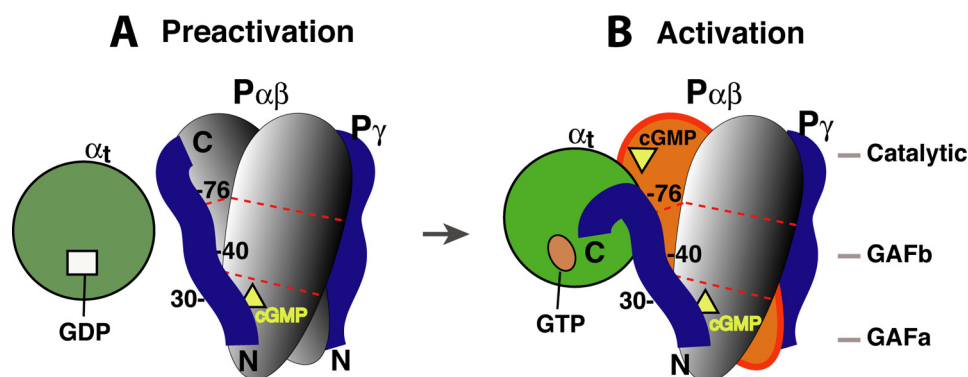 A Preactivation
Pαβ
Pγ
C
αt
-76
-40
30-
cGMP
GDP
N
N
B Activation
Pαβ
Pγ
αt
cGMP
Catalytic
-76
C
-40
GAFb
30-
cGMP
GTP
GAFa
N